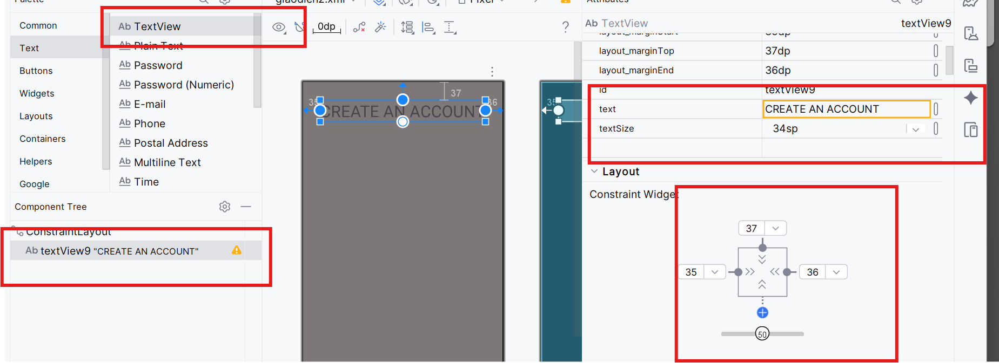 Palette
giaodien2.xml
Pixel
Attributes
Common
Text
Buttons
Widgets
Layouts
Containers
Helpers
Google
Ab TextView
Ab Plain Text
Ab Password
Ab Password (Numeric)
Ab E-mail
Ab Phone
Ab Postal Address
Ab Multiline Text
Ab Time
0dp
?
Component Tree
ConstraintLayout
Ab textView9 "CREATE AN ACCOUNT"
37
35
36
CREATE AN ACCOUNT
35
Ab TextView
textView9
layout_marginStart 35dp
layout_marginTop 37dp
layout_marginEnd 36dp
id textView9
text CREATE AN ACCOUNT
textSize 34sp
Layout
Constraint Widget
37
35
36
50